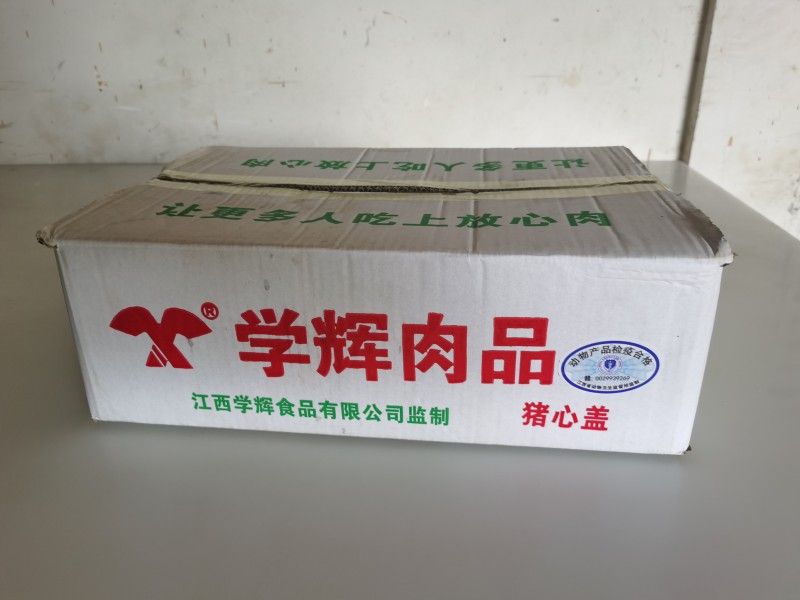 让更多人吃上放心肉
让更多人吃上放心肉
®
学辉肉品
动物产品检疫合格
赣: 0029939269
江西学辉食品有限公司监制
猪心盖